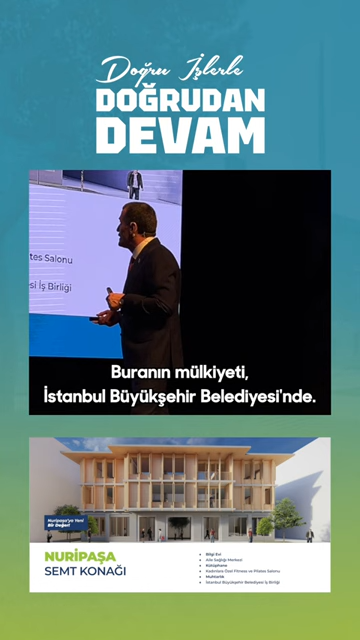 Doğru İşlerle
DOĞRUDAN
DEVAM
ates Salonu
si İş Birliği
Buranın mülkiyeti,
İstanbul Büyükşehir Belediyesi'nde.
Nuripaşa'ya Yeni
Bir Değer!
NURİPAŞA
SEMT KONAĞI
• Bilgi Evi
• Aile Sağlığı Merkezi
• Kütüphane
• Kadınlara Özel Fitness ve Pilates Salonu
• Muhtarlık
• İstanbul Büyükşehir Belediyesi İş Birliği